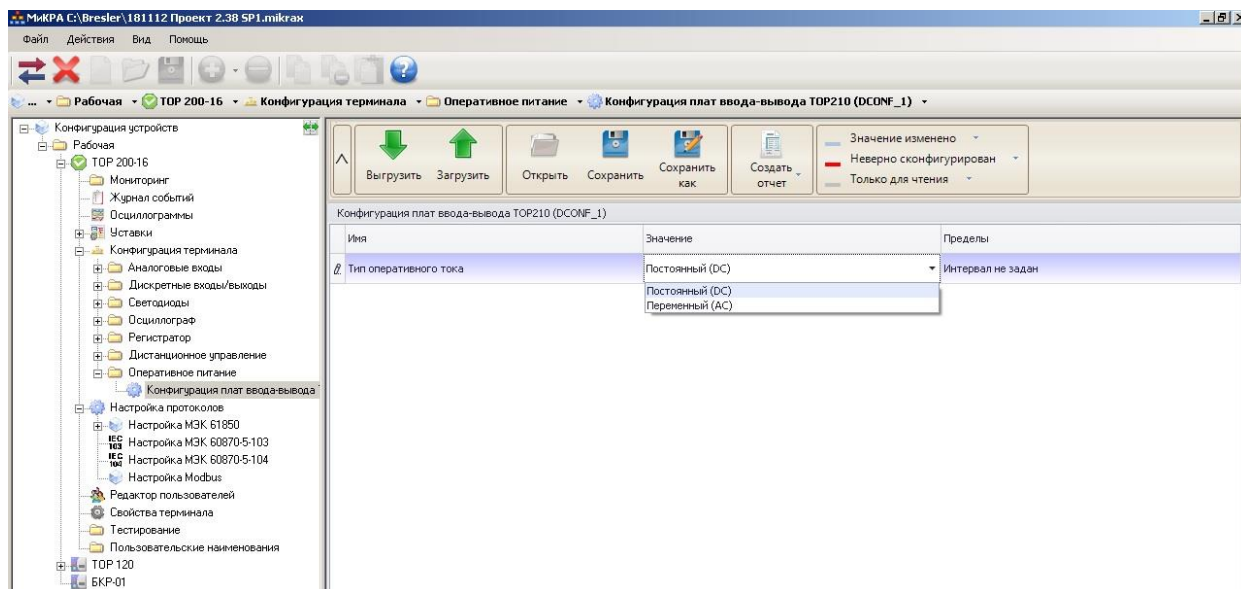 МиКРА C:\Bresler\181112 Проект 2.38 SP1.mikrax
Файл Действия Вид Помощь
... Рабочая ТОР 200-16 Конфигурация терминала Оперативное питание Конфигурация плат ввода-вывода ТОР210 (DCONF_1)
Конфигурация устройств
Рабочая
ТОР 200-16
Мониторинг
Журнал событий
Осциллограммы
Уставки
Конфигурация терминала
Аналоговые входы
Дискретные входы/выходы
Светодиоды
Осциллограф
Регистратор
Дистанционное управление
Оперативное питание
Конфигурация плат ввода-вывода
Настройка протоколов
Настройка МЭК 61850
IEC 103 Настройка МЭК 60870-5-103
IEC 104 Настройка МЭК 60870-5-104
Настройка Modbus
Редактор пользователей
Свойства терминала
Тестирование
Пользовательские наименования
ТОР 120
БКР-01
Выгрузить Загрузить Открыть Сохранить Сохранить как Создать отчет
Значение изменено
Неверно сконфигурирован
Только для чтения
Конфигурация плат ввода-вывода ТОР210 (DCONF_1)
Имя Значение Пределы
Тип оперативного тока Постоянный (DC) Интервал не задан
Постоянный (DC)
Переменный (AC)